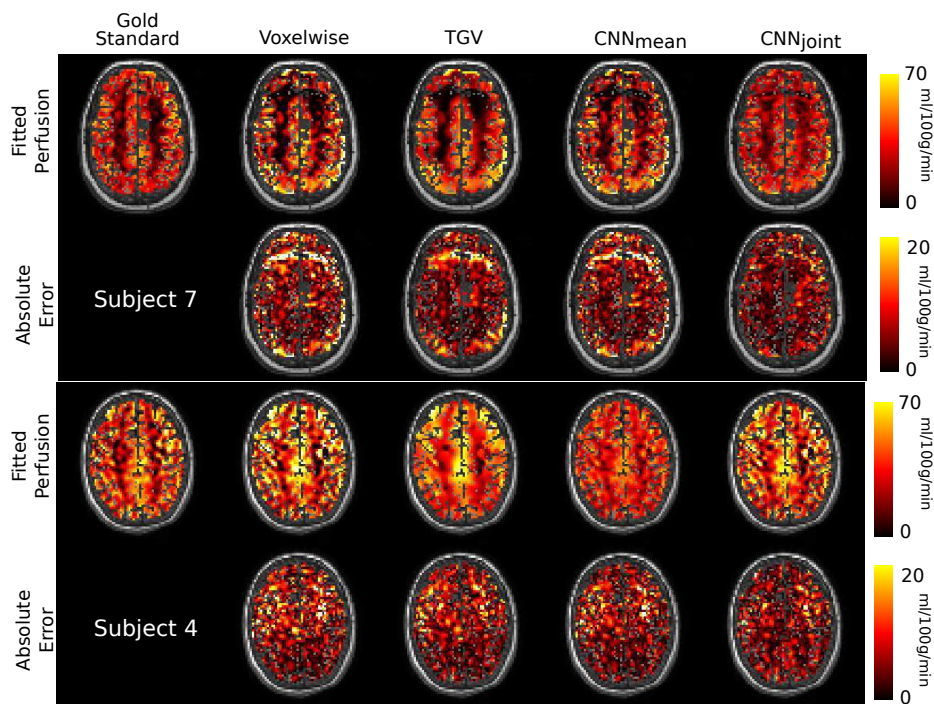 Gold
Standard
Voxelwise
TGV
CNNmean
CNNjoint
Fitted
Perfusion
70
ml/100g/min
0
Absolute
Error
Subject 7
20
ml/100g/min
0
Fitted
Perfusion
70
ml/100g/min
0
Absolute
Error
Subject 4
20
ml/100g/min
0